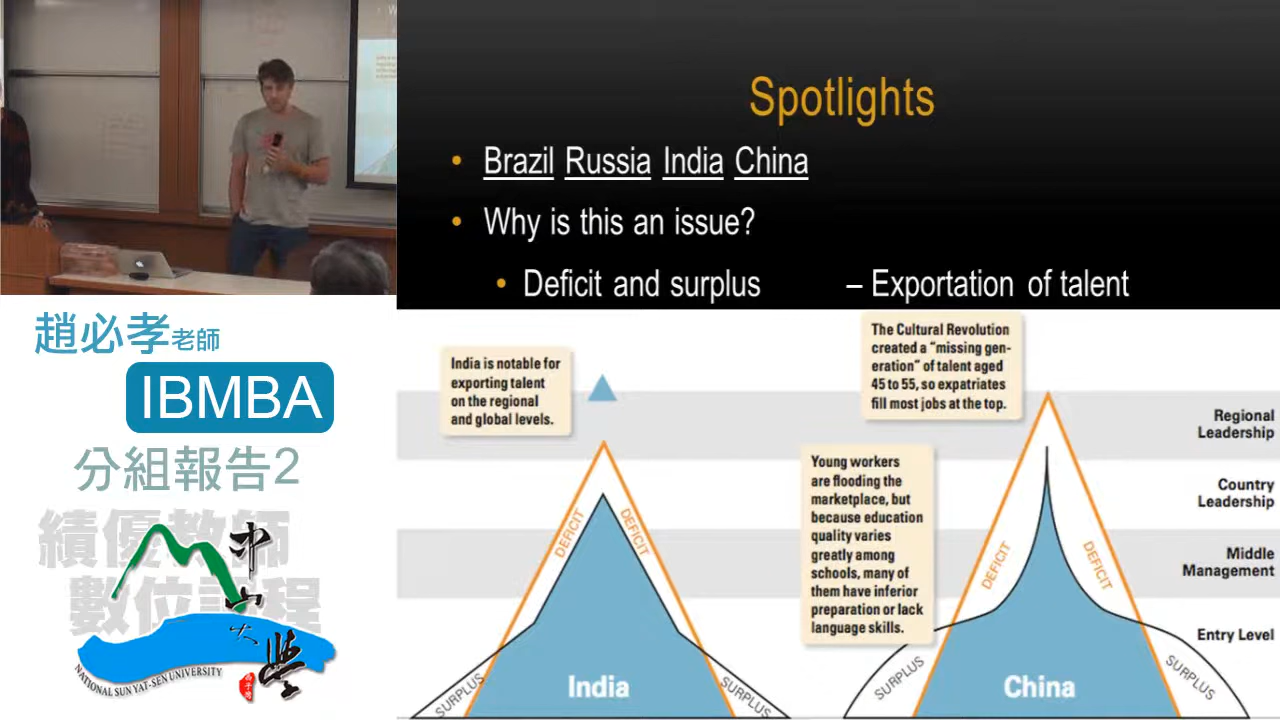 Spotlights
• Brazil Russia India China
• Why is this an issue?
• Deficit and surplus – Exportation of talent
趙必孝老師
IBMBA
分組報告2
績優教師
數位課程
中山大學
NATIONAL SUN YAT-SEN UNIVERSITY
India is notable for
exporting talent
on the regional
and global levels.
DEFICIT
DEFICIT
SURPLUS
SURPLUS
India
The Cultural Revolution
created a “missing gen-
eration” of talent aged
45 to 55, so expatriates
fill most jobs at the top.
Young workers
are flooding the
marketplace, but
because education
quality varies
greatly among
schools, many of
them have inferior
preparation or lack
language skills.
DEFICIT
DEFICIT
SURPLUS
SURPLUS
China
Regional
Leadership
Country
Leadership
Middle
Management
Entry Level